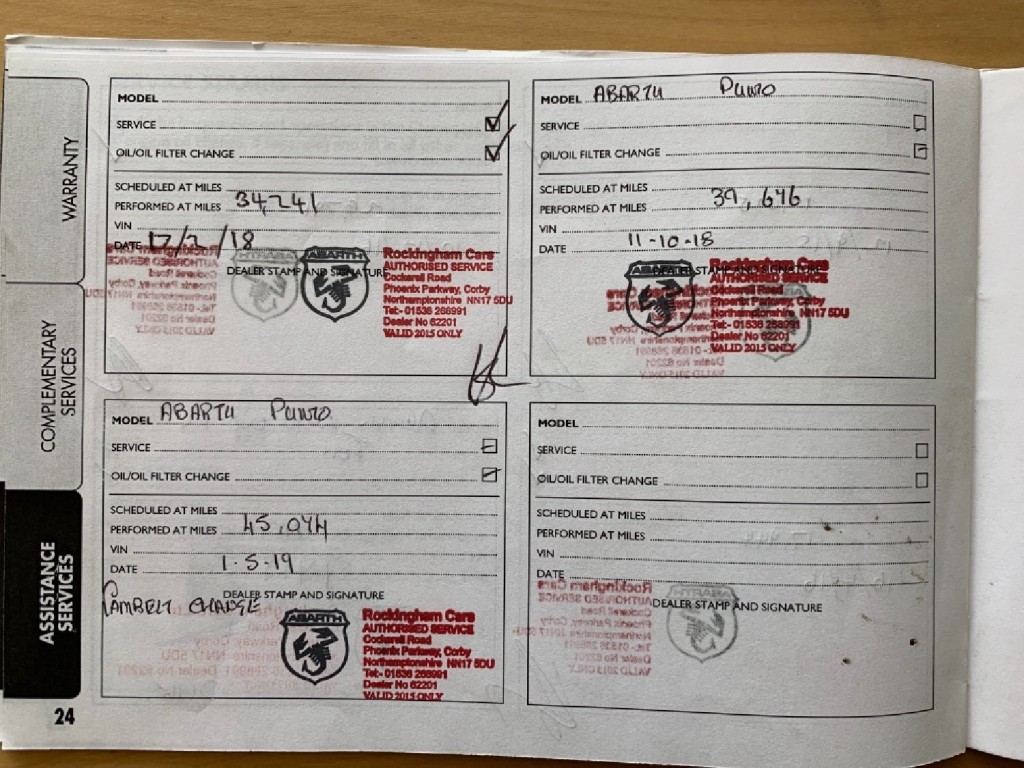 WARRANTY
COMPLEMENTARY
SERVICES
ASSISTANCE
SERVICES
24
MODEL
SERVICE
OIL/OIL FILTER CHANGE
SCHEDULED AT MILES
PERFORMED AT MILES 34,241
VIN
DATE 12/2/18
DEALER STAMP AND SIGNATURE
ABARTH
Rockingham Cars
AUTHORISED SERVICE
Cockerell Road
Phoenix Parkway, Corby
Northamptonshire NN17 5DU
Tel:- 01536 268991
Dealer No 62201
VALID 2015 ONLY
MODEL ABARTH PUNTO
SERVICE
OIL/OIL FILTER CHANGE
SCHEDULED AT MILES
PERFORMED AT MILES 39,646
VIN
DATE 11-10-18
DEALER STAMP AND SIGNATURE
ABARTH
Rockingham Cars
AUTHORISED SERVICE
Cockerell Road
Phoenix Parkway, Corby
Northamptonshire NN17 5DU
Tel:- 01536 268991
Dealer No 62201
VALID 2015 ONLY
MODEL ABARTH PUNTO
SERVICE
OIL/OIL FILTER CHANGE
SCHEDULED AT MILES
PERFORMED AT MILES 45,074
VIN
DATE 1-5-19
DEALER STAMP AND SIGNATURE
CAMBELT CHANGE
ABARTH
Rockingham Cars
AUTHORISED SERVICE
Cockerell Road
Phoenix Parkway, Corby
Northamptonshire NN17 5DU
Tel:- 01536 268991
Dealer No 62201
VALID 2015 ONLY
MODEL
SERVICE
OIL/OIL FILTER CHANGE
SCHEDULED AT MILES
PERFORMED AT MILES
VIN
DATE
DEALER STAMP AND SIGNATURE